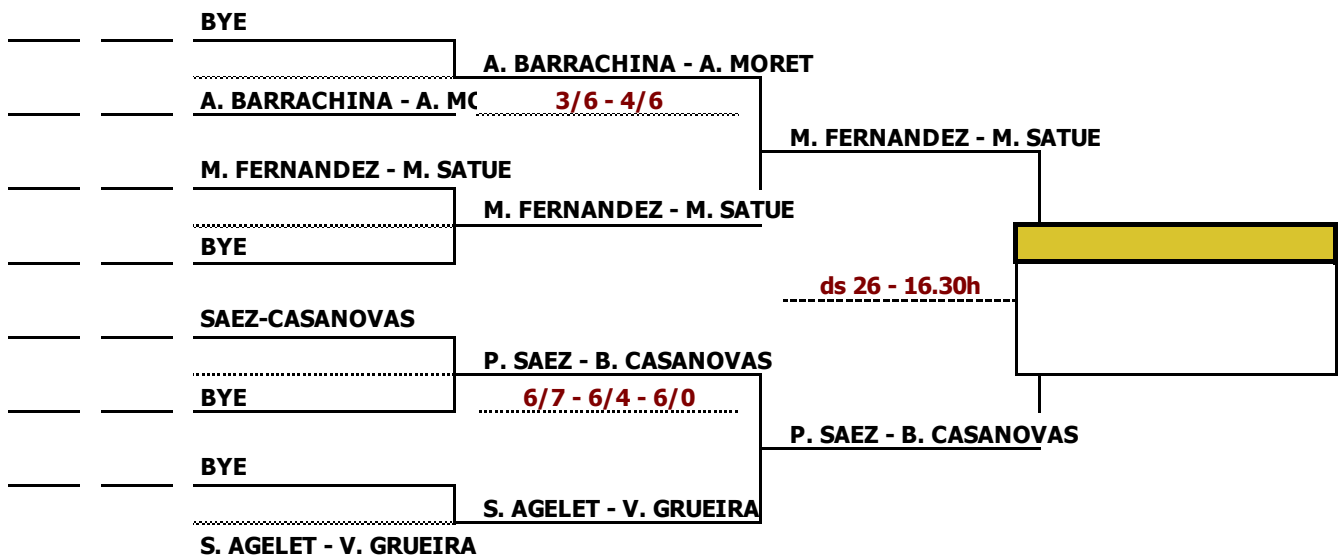 BYE
A. BARRACHINA - A. MORET
A. BARRACHINA - A. MO
3/6 - 4/6
M. FERNANDEZ - M. SATUE
M. FERNANDEZ - M. SATUE
M. FERNANDEZ - M. SATUE
BYE
ds 26 - 16.30h
SAEZ-CASANOVAS
P. SAEZ - B. CASANOVAS
BYE
6/7 - 6/4 - 6/0
P. SAEZ - B. CASANOVAS
BYE
S. AGELET - V. GRUEIRA
S. AGELET - V. GRUEIRA